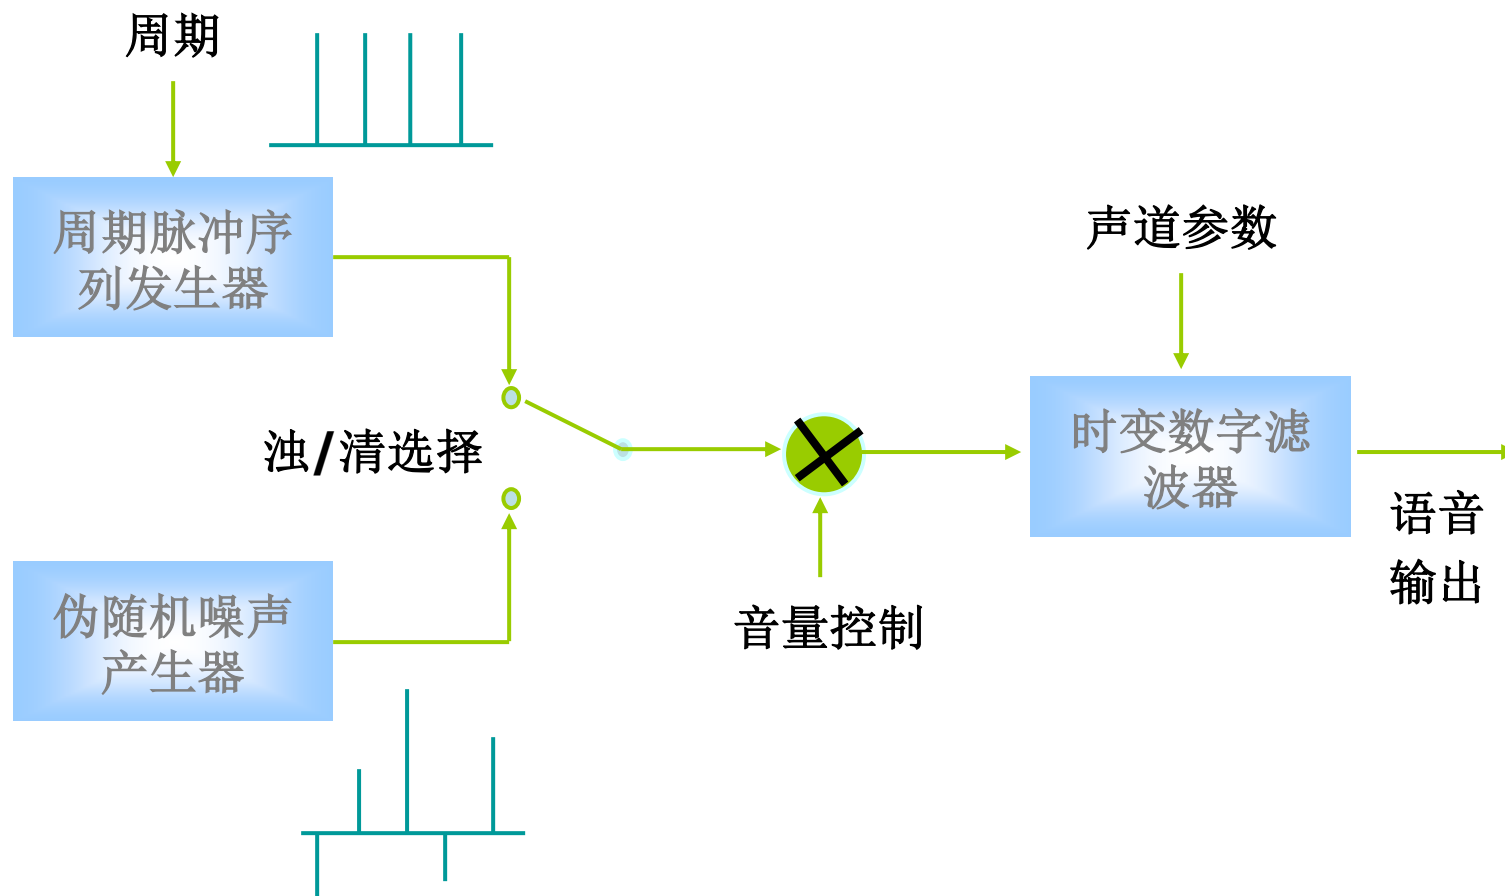 周期
周期脉冲序
列发生器
声道参数
浊/清选择
时变数字滤
波器
语音
输出
伪随机噪声
产生器
音量控制